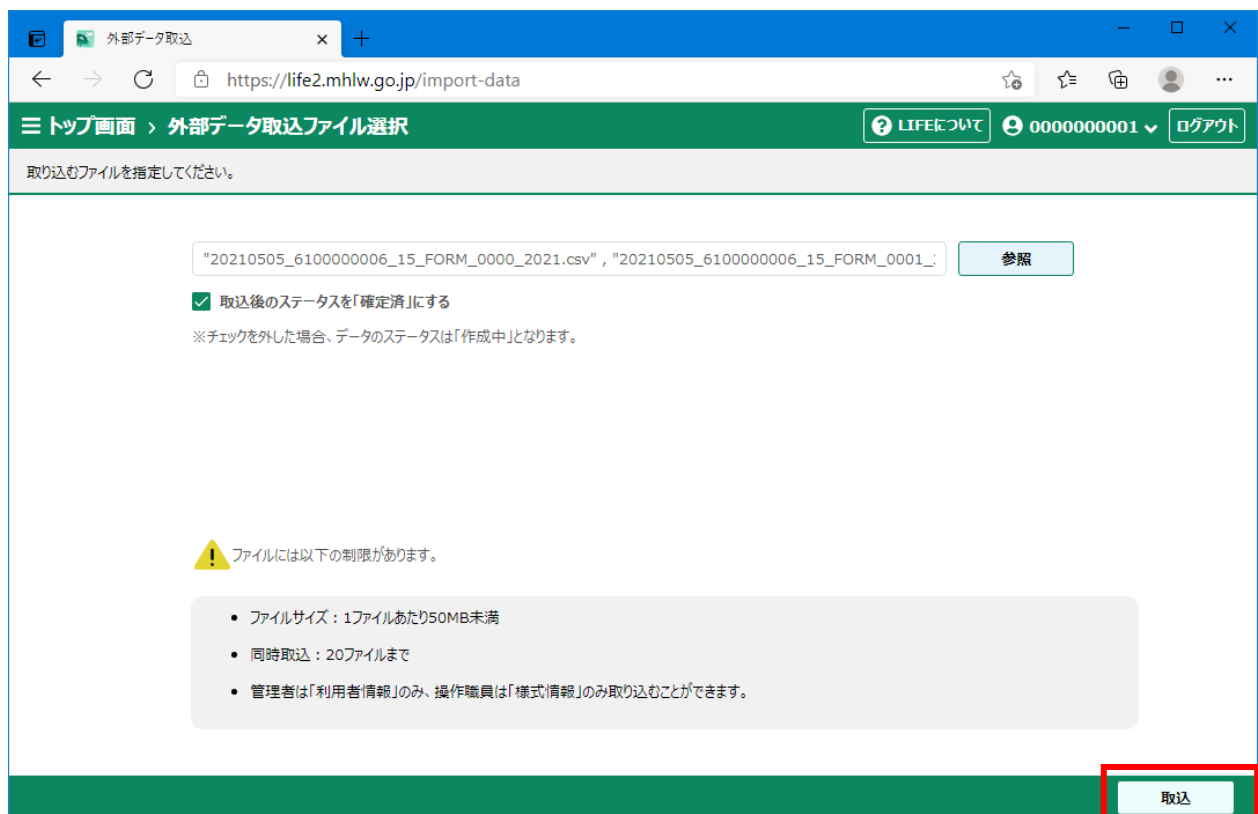 外部データ取込
https://life2.mhlw.go.jp/import-data
トップ画面 › 外部データ取込ファイル選択
? LIFEについて
0000000001
ログアウト
取り込むファイルを指定してください。
"20210505_6100000006_15_FORM_0000_2021.csv" , "20210505_6100000006_15_FORM_0001_
参照
取込後のステータスを「確定済」にする
※チェックを外した場合、データのステータスは「作成中」となります。
ファイルには以下の制限があります。
• ファイルサイズ：1ファイルあたり50MB未満
• 同時取込：20ファイルまで
• 管理者は「利用者情報」のみ、操作職員は「様式情報」のみ取り込むことができます。
取込